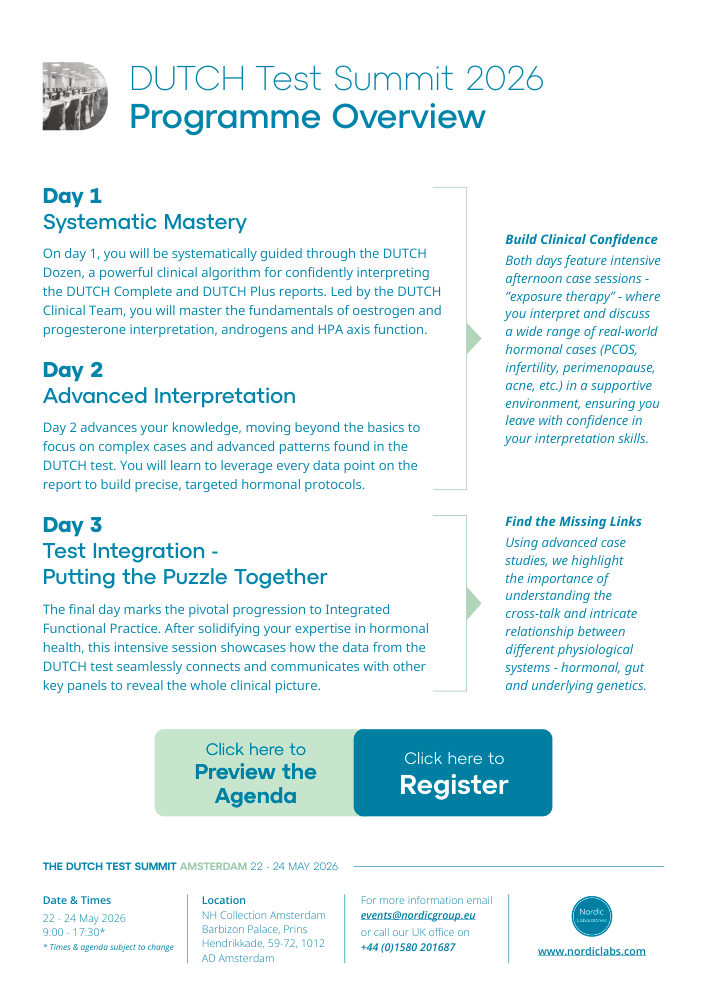 DUTCH Test Summit 2026
Programme Overview
Day 1
Systematic Mastery
On day 1, you will be systematically guided through the DUTCH
Dozen, a powerful clinical algorithm for confidently interpreting
the DUTCH Complete and DUTCH Plus reports. Led by the DUTCH
Clinical Team, you will master the fundamentals of oestrogen and
progesterone interpretation, androgens and HPA axis function.
Day 2
Advanced Interpretation
Day 2 advances your knowledge, moving beyond the basics to
focus on complex cases and advanced patterns found in the
DUTCH test. You will learn to leverage every data point on the
report to build precise, targeted hormonal protocols.
Build Clinical Confidence
Both days feature intensive
afternoon case sessions -
”exposure therapy” - where
you interpret and discuss
a wide range of real-world
hormonal cases (PCOS,
infertility, perimenopause,
acne, etc.) in a supportive
environment, ensuring you
leave with confidence in
your interpretation skills.
Day 3
Test Integration -
Putting the Puzzle Together
The final day marks the pivotal progression to Integrated
Functional Practice. After solidifying your expertise in hormonal
health, this intensive session showcases how the data from the
DUTCH test seamlessly connects and communicates with other
key panels to reveal the whole clinical picture.
Find the Missing Links
Using advanced case
studies, we highlight
the importance of
understanding the
cross-talk and intricate
relationship between
different physiological
systems - hormonal, gut
and underlying genetics.
Click here to
Preview the
Agenda
Click here to
Register
THE DUTCH TEST SUMMIT AMSTERDAM 22 - 24 MAY 2026
Date & Times
22 - 24 May 2026
9:00 - 17:30*
* Times & agenda subject to change
Location
NH Collection Amsterdam
Barbizon Palace, Prins
Hendrikkade, 59-72, 1012
AD Amsterdam
For more information email
events@nordicgroup.eu
or call our UK office on
+44 (0)1580 201687
Nordic
Laboratories
www.nordiclabs.com